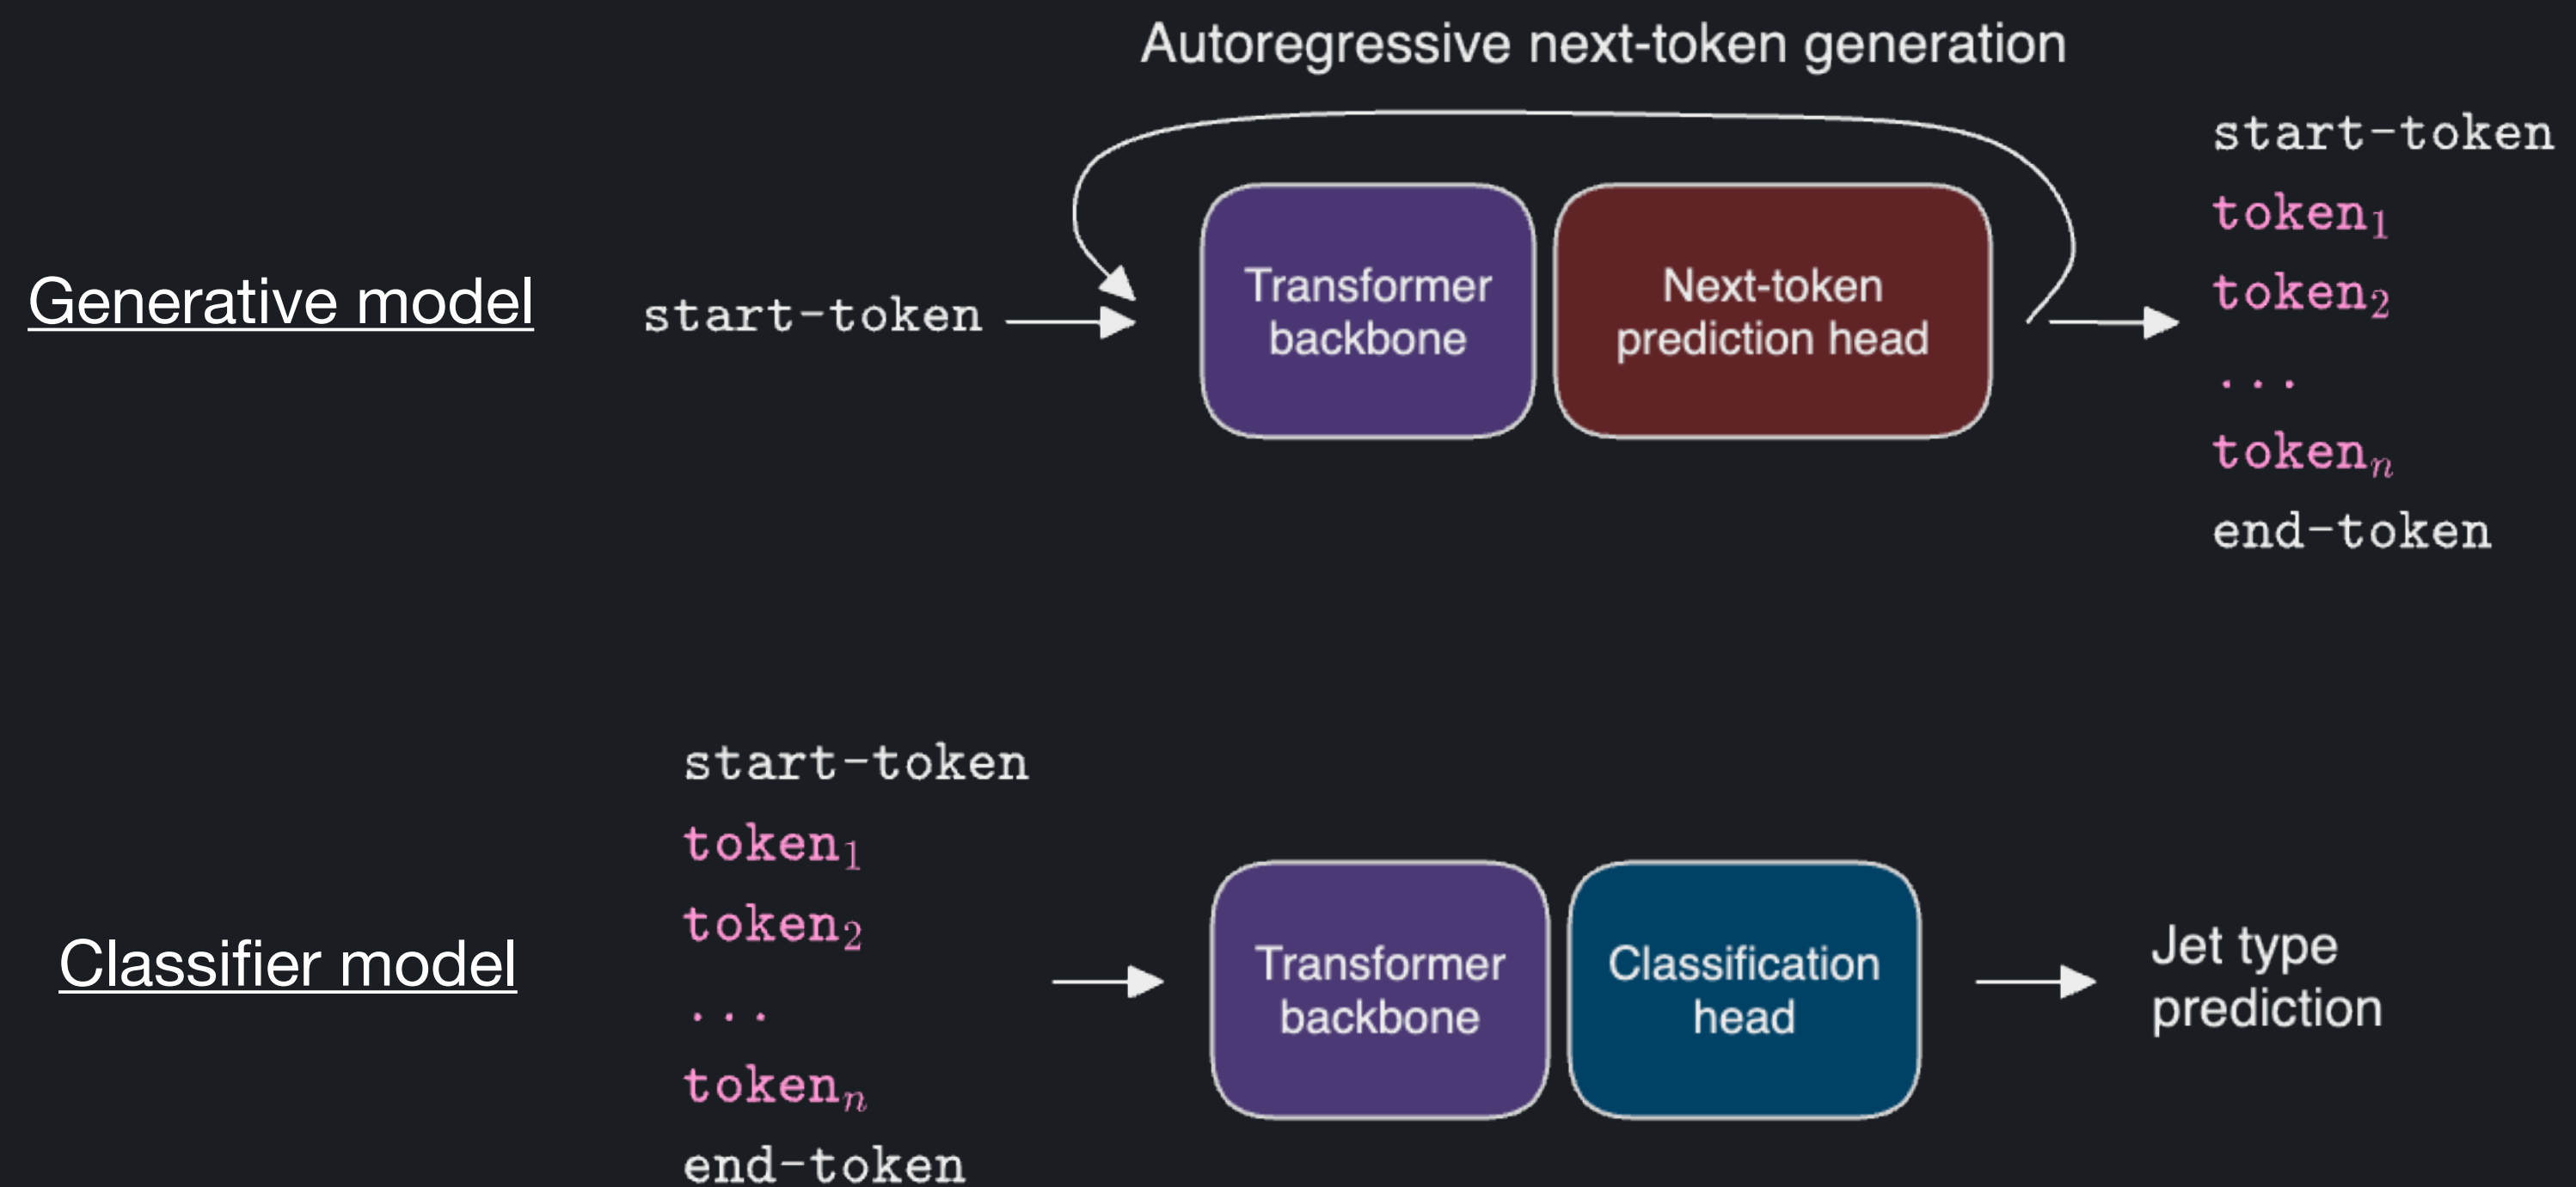 Autoregressive next-token generation
Generative model
start-token
Transformer
backbone
Next-token
prediction head
start-token
token₁
token₂
...
tokenₙ
end-token
Classifier model
start-token
token₁
token₂
...
tokenₙ
end-token
Transformer
backbone
Classification
head
Jet type
prediction